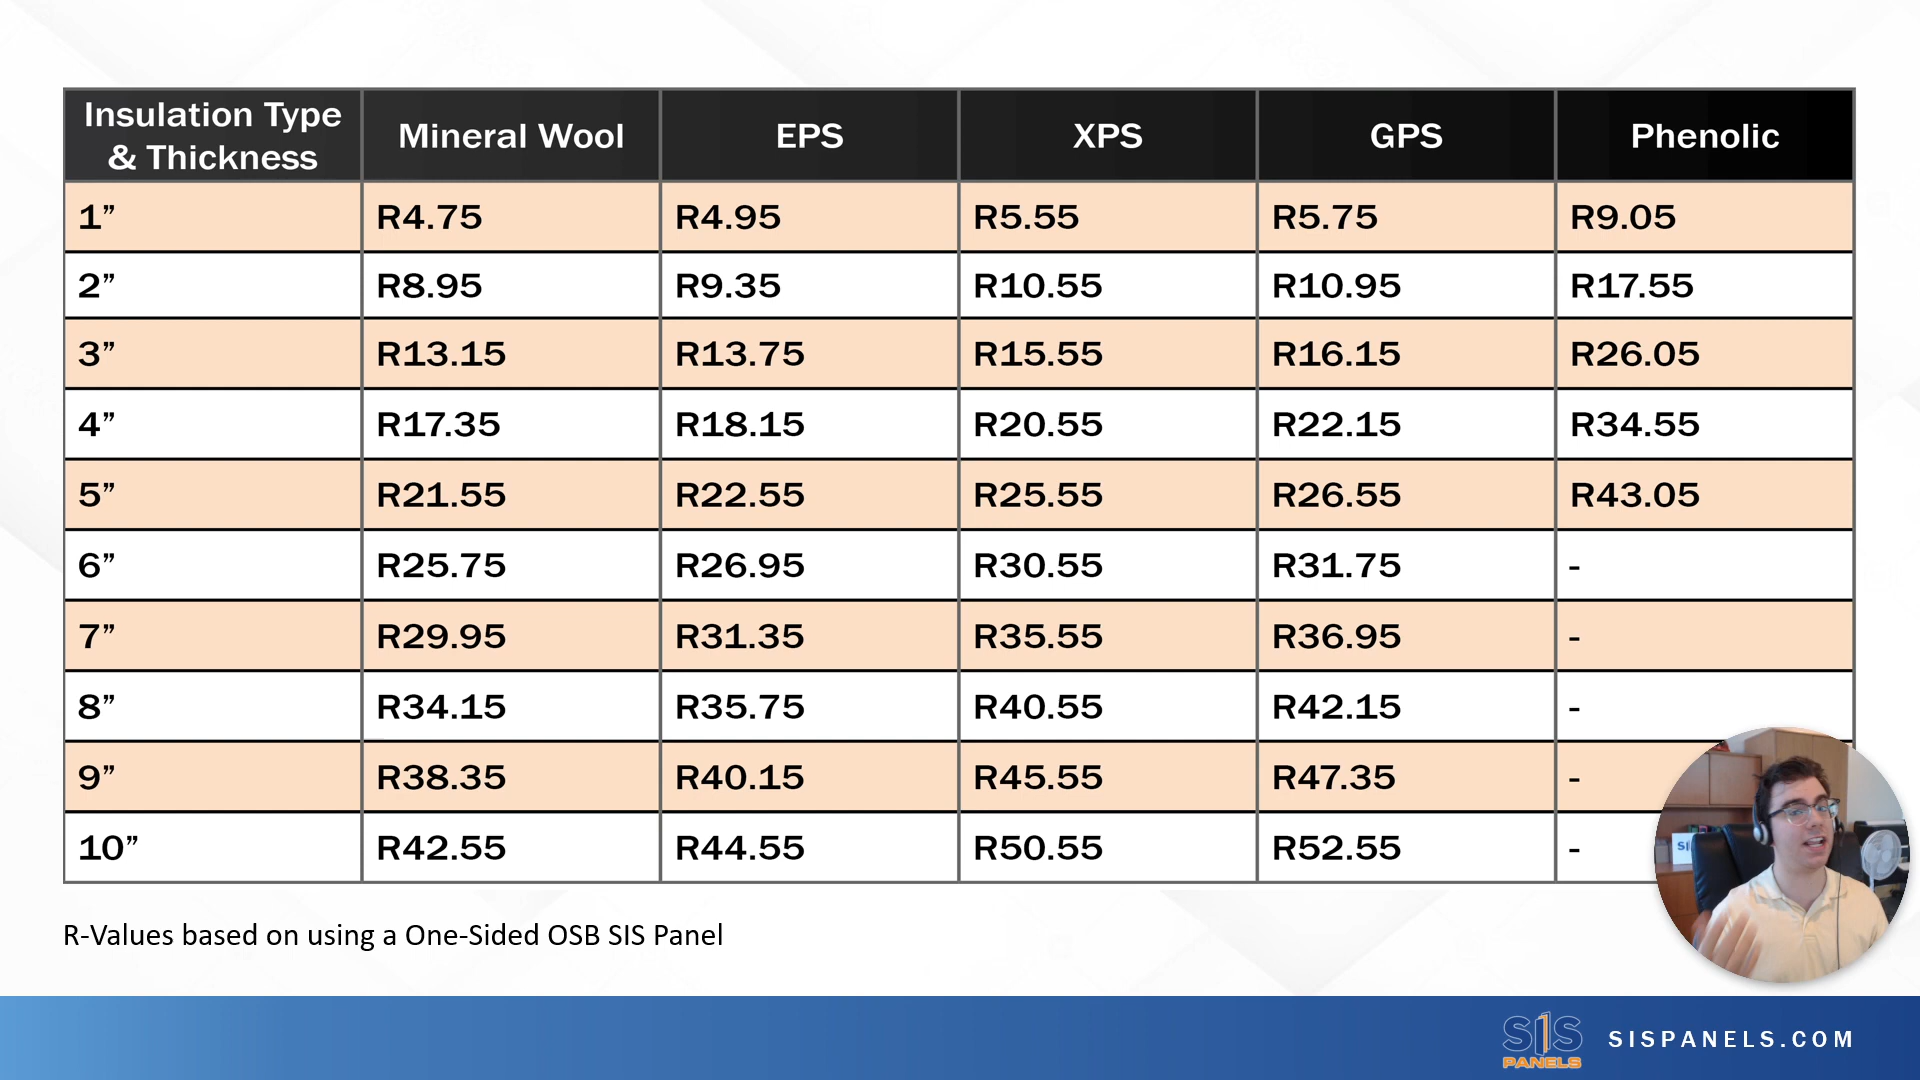 Insulation Type
& Thickness
Mineral Wool
EPS
XPS
GPS
Phenolic
1” R4.75 R4.95 R5.55 R5.75 R9.05
2” R8.95 R9.35 R10.55 R10.95 R17.55
3” R13.15 R13.75 R15.55 R16.15 R26.05
4” R17.35 R18.15 R20.55 R22.15 R34.55
5” R21.55 R22.55 R25.55 R26.55 R43.05
6” R25.75 R26.95 R30.55 R31.75 -
7” R29.95 R31.35 R35.55 R36.95 -
8” R34.15 R35.75 R40.55 R42.15 -
9” R38.35 R40.15 R45.55 R47.35 -
10” R42.55 R44.55 R50.55 R52.55 -
R-Values based on using a One-Sided OSB SIS Panel
SIS
PANELS
SISPANELS.COM